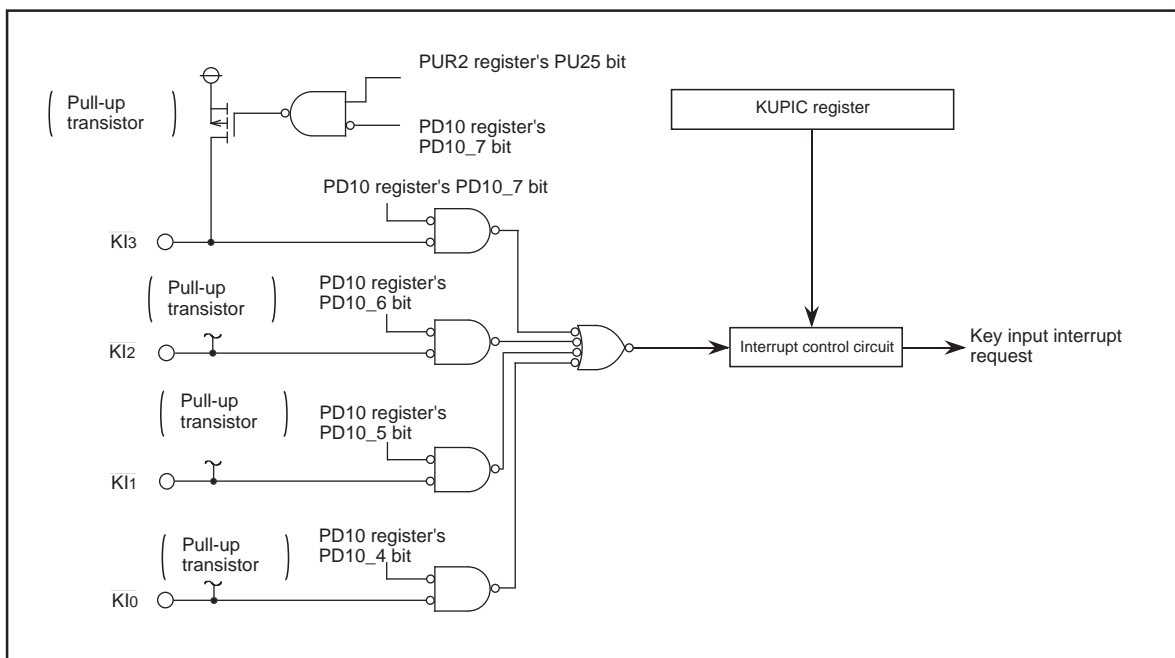 PUR2 register's PU25 bit
Pull-up
transistor
KUPIC register
PD10 register's
PD10_7 bit
PD10 register's PD10_7 bit
KI3
Pull-up
transistor
PD10 register's
PD10_6 bit
KI2
Interrupt control circuit
Key input interrupt
request
Pull-up
transistor
PD10 register's
PD10_5 bit
KI1
Pull-up
transistor
PD10 register's
PD10_4 bit
KI0